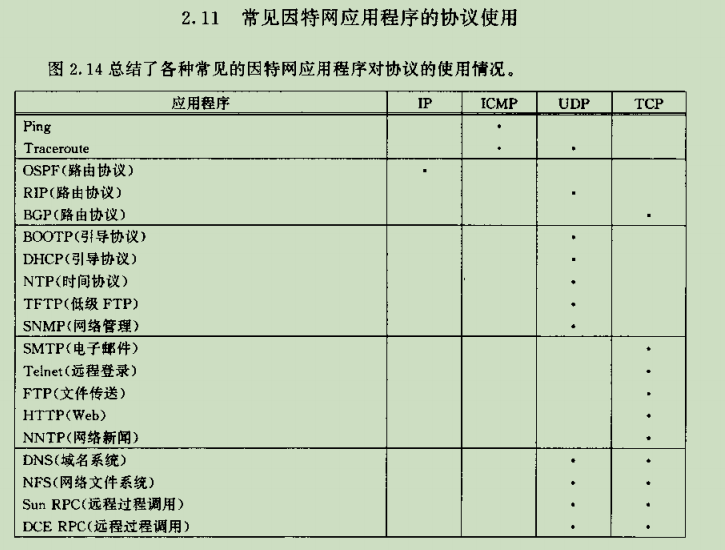 2.11 常见因特网应用程序的协议使用
图 2.14 总结了各种常见的因特网应用程序对协议的使用情况。
应用程序 IP ICMP UDP TCP
Ping •
Traceroute • •
OSPF(路由协议) •
RIP(路由协议) •
BGP(路由协议) •
BOOTP(引导协议) •
DHCP(引导协议) •
NTP(时间协议) •
TFTP(低级 FTP) •
SNMP(网络管理) •
SMTP(电子邮件) •
Telnet(远程登录) •
FTP(文件传送) •
HTTP(Web) •
NNTP(网络新闻) •
DNS(域名系统) • •
NFS(网络文件系统) • •
Sun RPC(远程过程调用) • •
DCE RPC(远程过程调用) • •